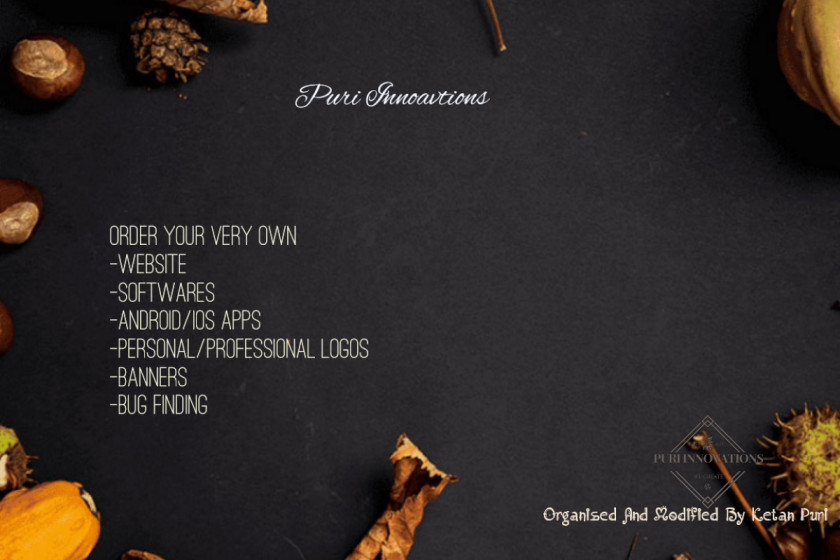 Puri Innoavtions
ORDER YOUR VERY OWN
-WEBSITE
-SOFTWARES
-ANDROID/IOS APPS
-PERSONAL/PROFESSIONAL LOGOS
-BANNERS
-BUG FINDING
PURI INNOVATIONS
Organised And Modified By Ketan Puri